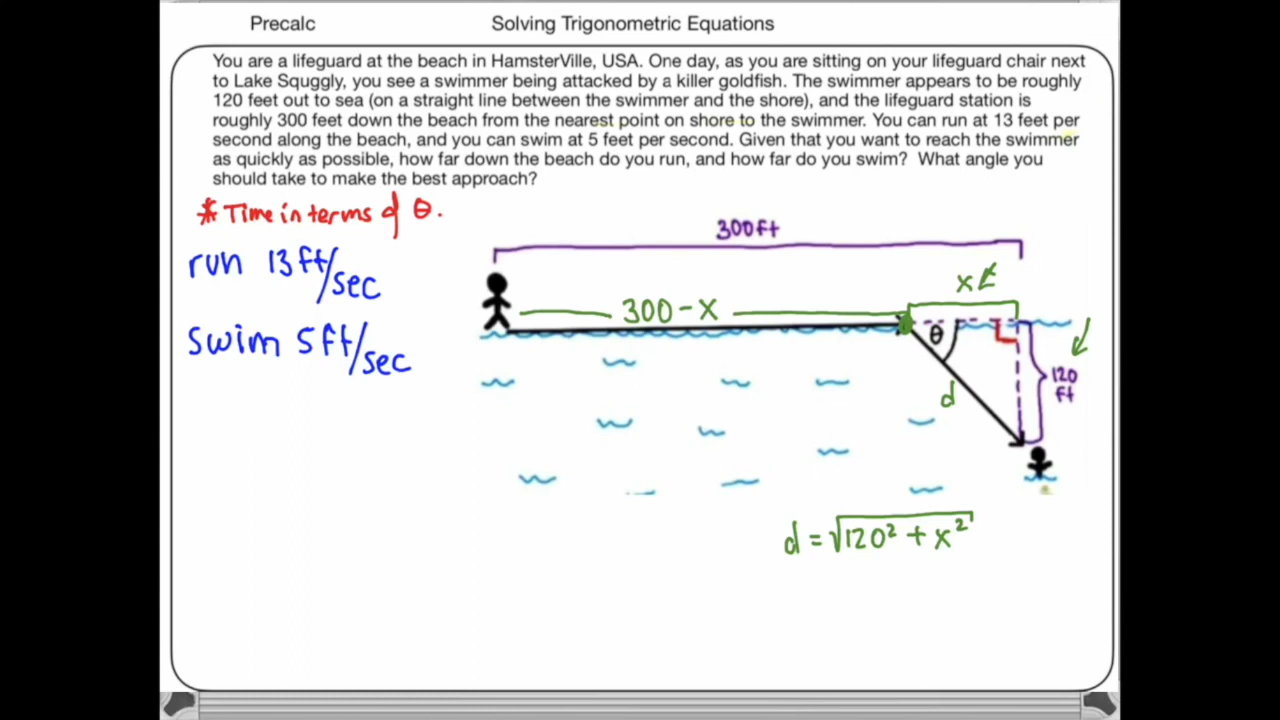 Precalc Solving Trigonometric Equations
You are a lifeguard at the beach in HamsterVille, USA. One day, as you are sitting on your lifeguard chair next
to Lake Squggly, you see a swimmer being attacked by a killer goldfish. The swimmer appears to be roughly
120 feet out to sea (on a straight line between the swimmer and the shore), and the lifeguard station is
roughly 300 feet down the beach from the nearest point on shore to the swimmer. You can run at 13 feet per
second along the beach, and you can swim at 5 feet per second. Given that you want to reach the swimmer
as quickly as possible, how far down the beach do you run, and how far do you swim? What angle you
should take to make the best approach?
* Time in terms of θ.
run 13 ft/sec
swim 5 ft/sec
300 ft
x
300 - x
θ
d
120
ft
d = √120² + x²